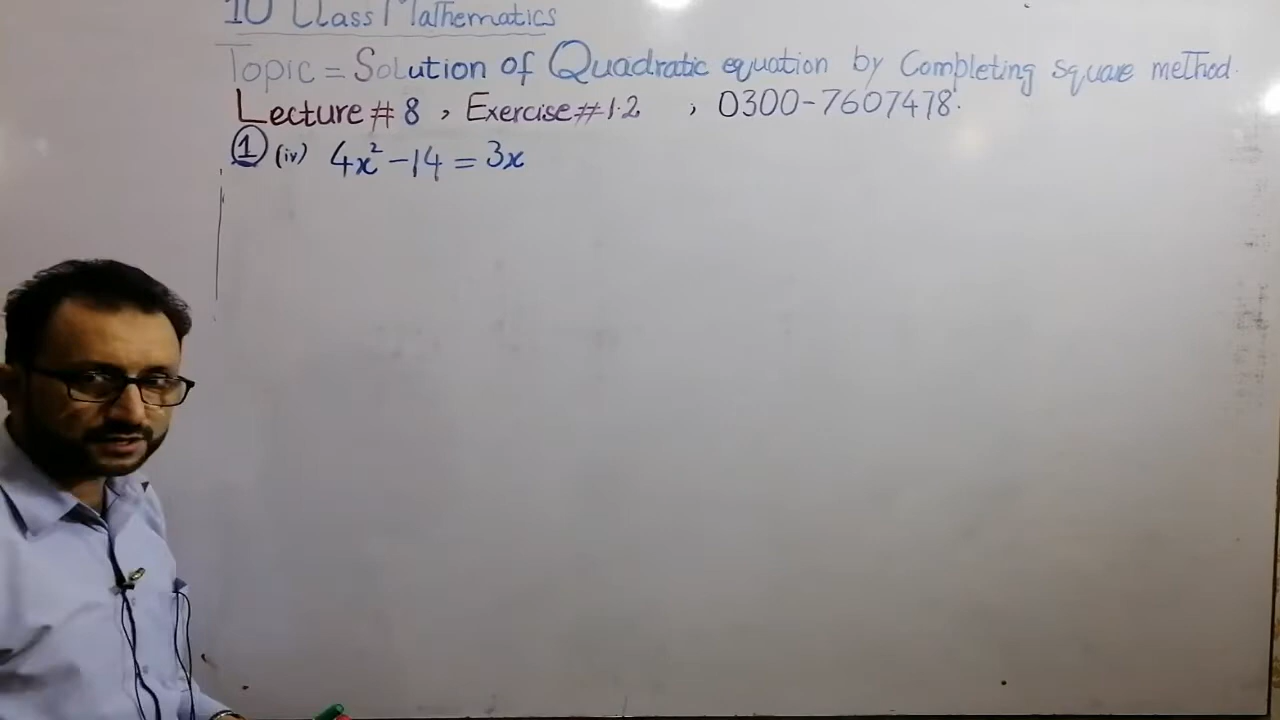 10 Class Mathematics
Topic = Solution of Quadratic equation by Completing square method.
Lecture # 8 , Exercise # 1.2 , 0300-7607478.
① (iv) 4x² - 14 = 3x